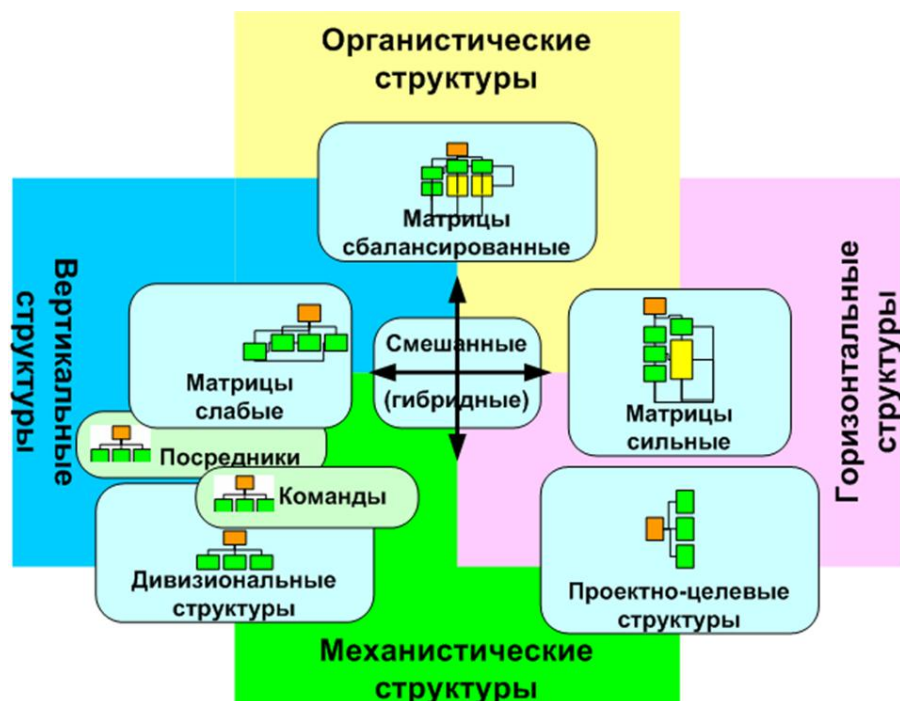 Органистические
структуры
Матрицы
сбалансированные
Вертикальные
структуры
Горизонтальные
структуры
Смешанные
(гибридные)
Матрицы
слабые
Матрицы
сильные
Посредники
Команды
Дивизиональные
структуры
Проектно-целевые
структуры
Механистические
структуры